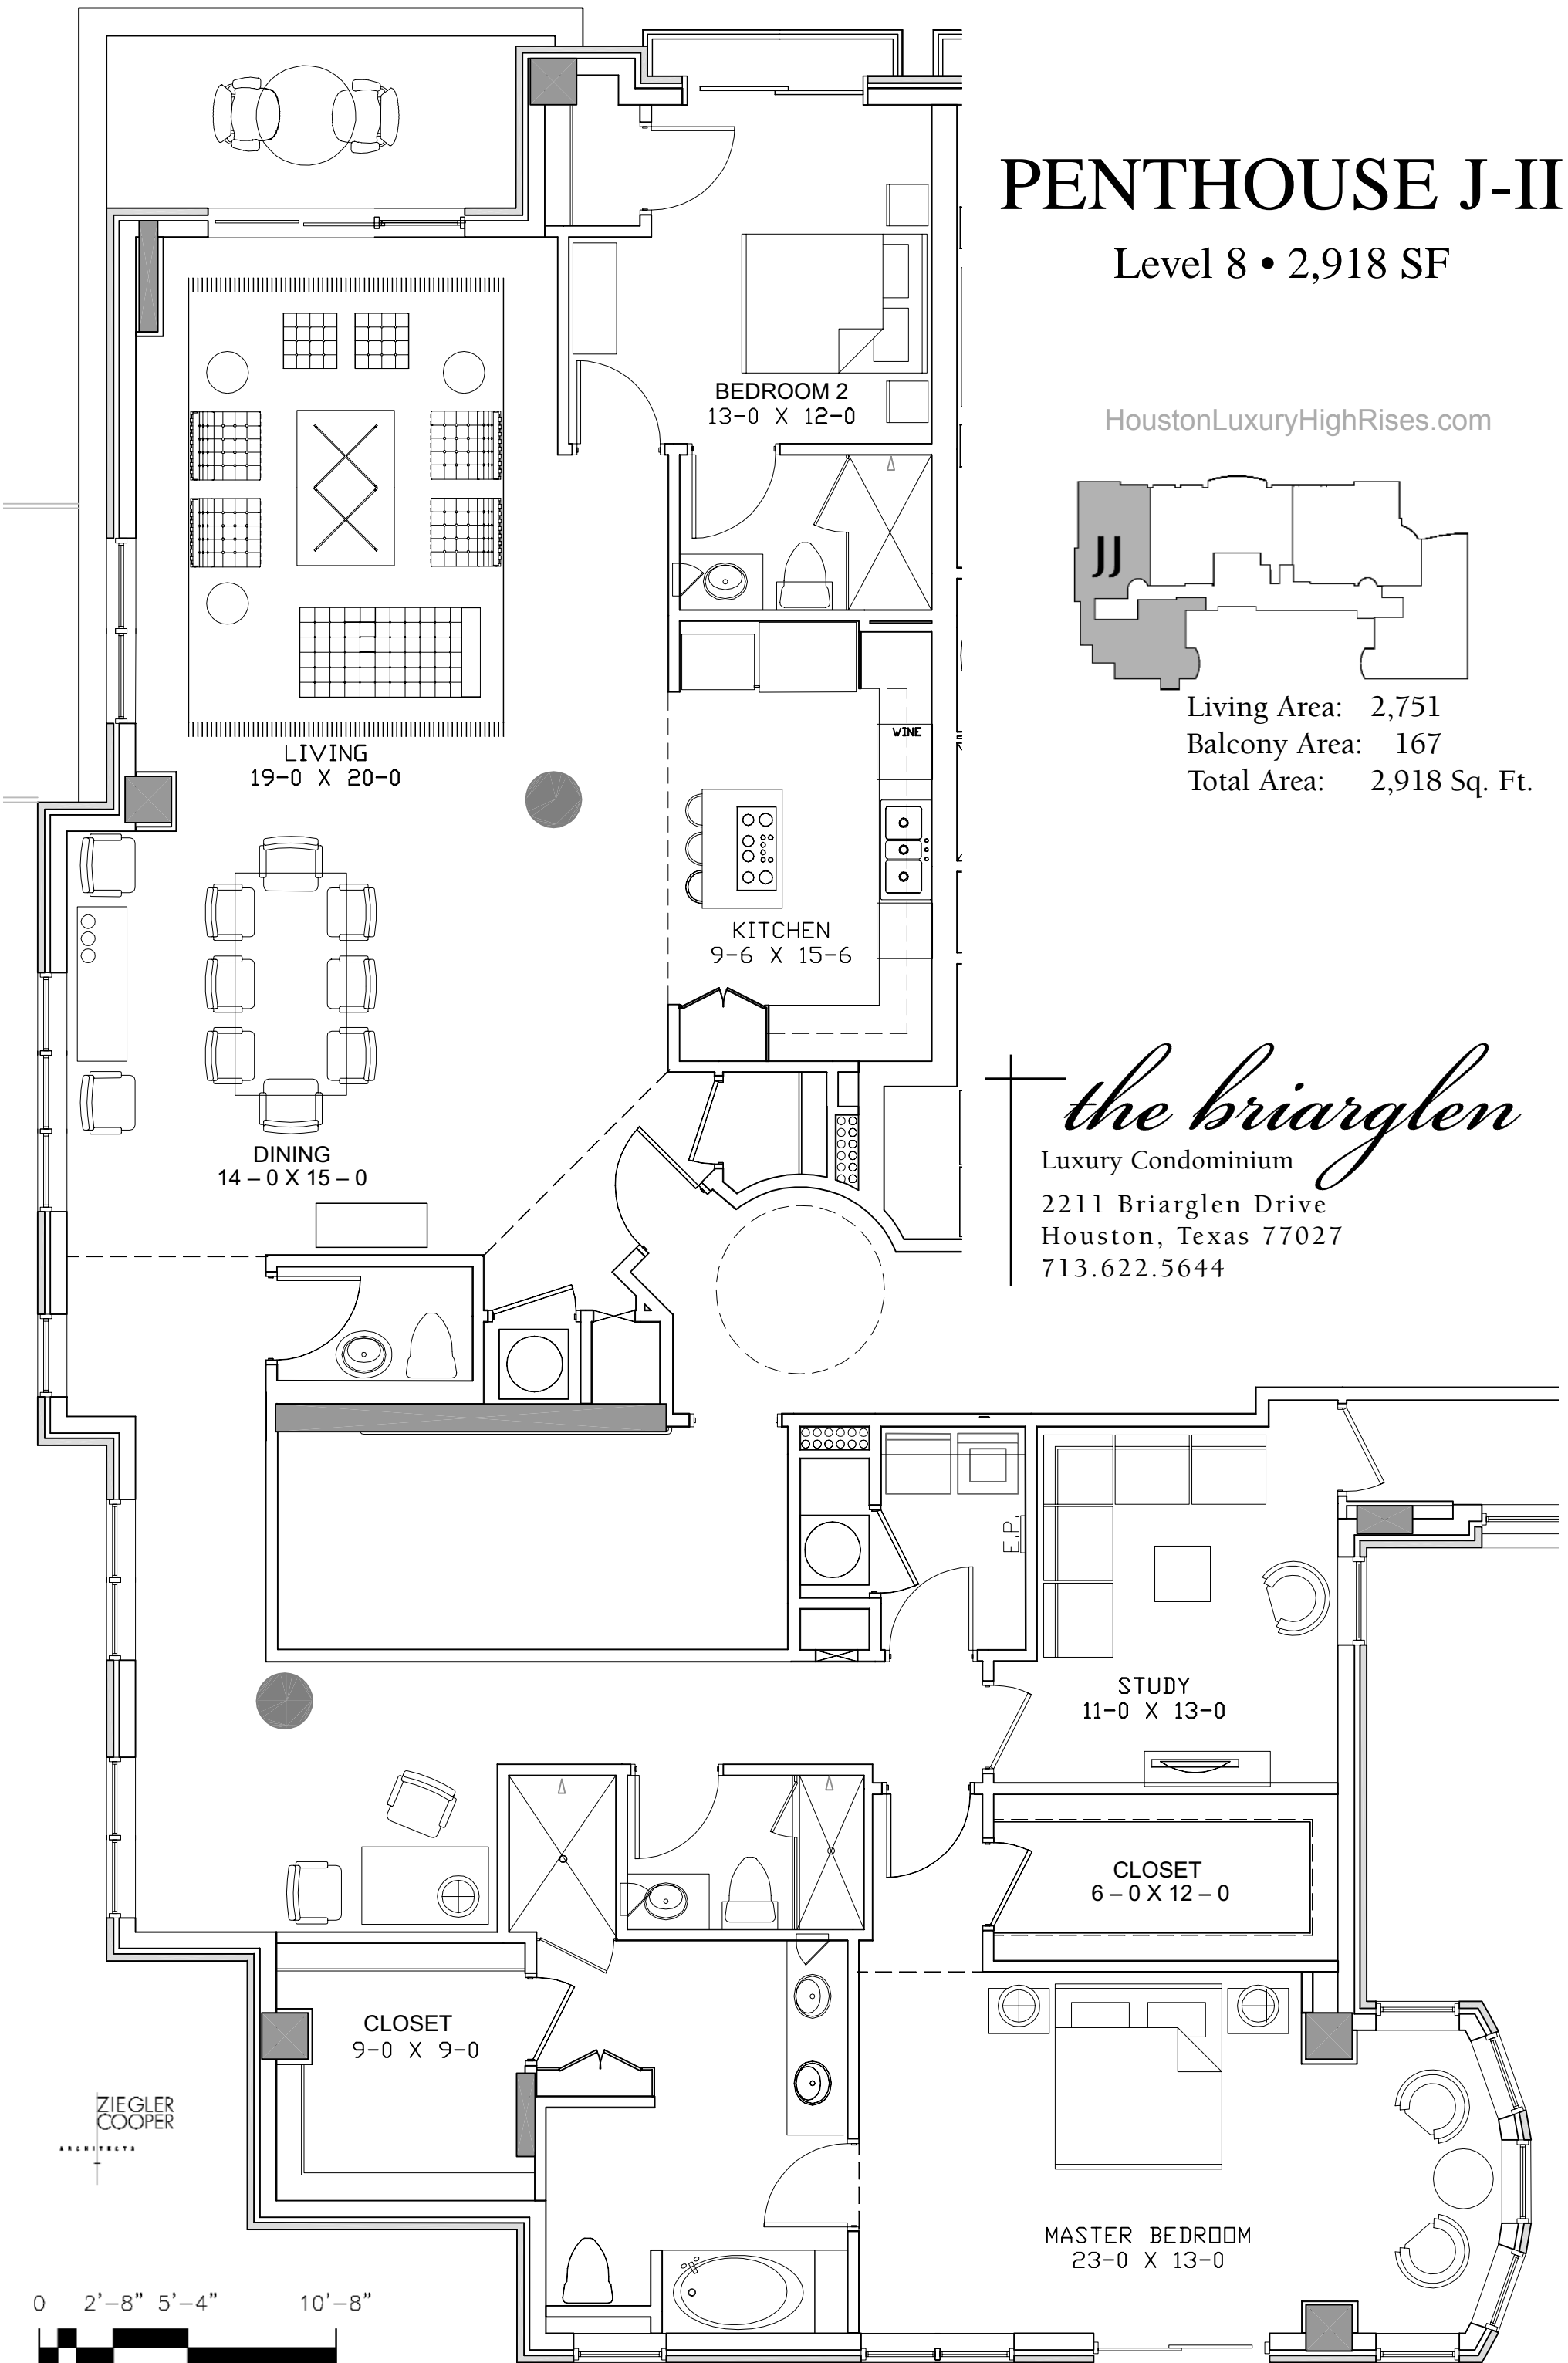 PENTHOUSE J-II
Level 8 • 2,918 SF
HoustonLuxuryHighRises.com
JJ
Living Area: 2,751
Balcony Area: 167
Total Area: 2,918 Sq. Ft.
BEDROOM 2
13-0 X 12-0
LIVING
19-0 X 20-0
WINE
KITCHEN
9-6 X 15-6
DINING
14 – 0 X 15 – 0
the briarglen
Luxury Condominium
2211 Briarglen Drive
Houston, Texas 77027
713.622.5644
E.P.
STUDY
11-0 X 13-0
CLOSET
6 – 0 X 12 – 0
CLOSET
9-0 X 9-0
MASTER BEDROOM
23-0 X 13-0
ZIEGLER
COOPER
ARCHITECTS
0 2'-8" 5'-4" 10'-8"